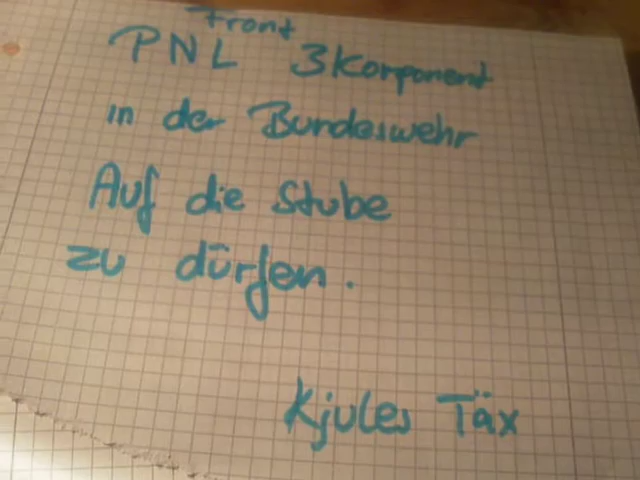 Front
PNL 3Komponent
in der Bundeswehr
Auf die Stube
zu dürfen.
Kjules Täx